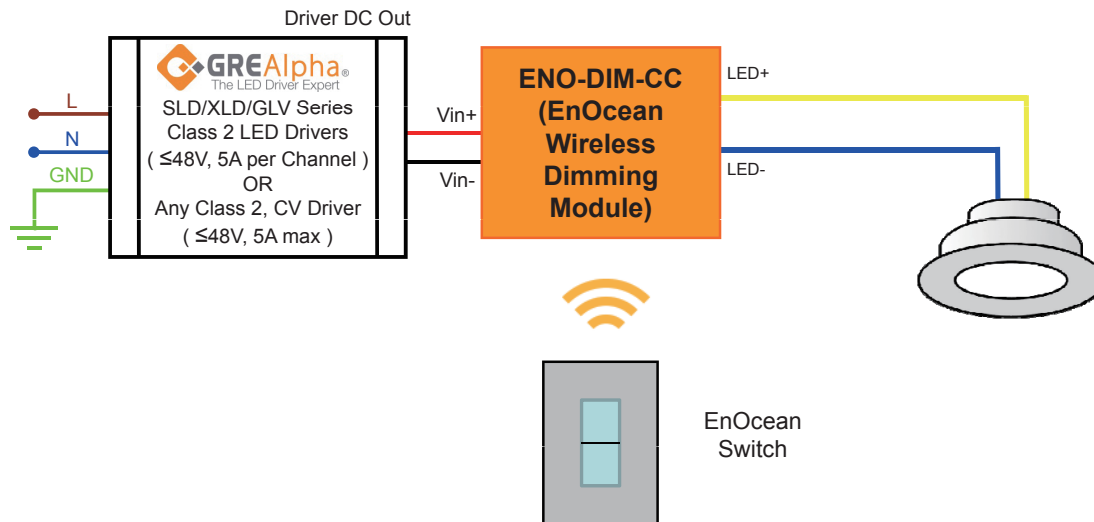 Driver DC Out
GREAlpha®
The LED Driver Expert
SLD/XLD/GLV Series
Class 2 LED Drivers
( ≤48V, 5A per Channel )
OR
Any Class 2, CV Driver
( ≤48V, 5A max )
L
N
GND
Vin+
Vin-
ENO-DIM-CC
(EnOcean
Wireless
Dimming
Module)
LED+
LED-
EnOcean
Switch